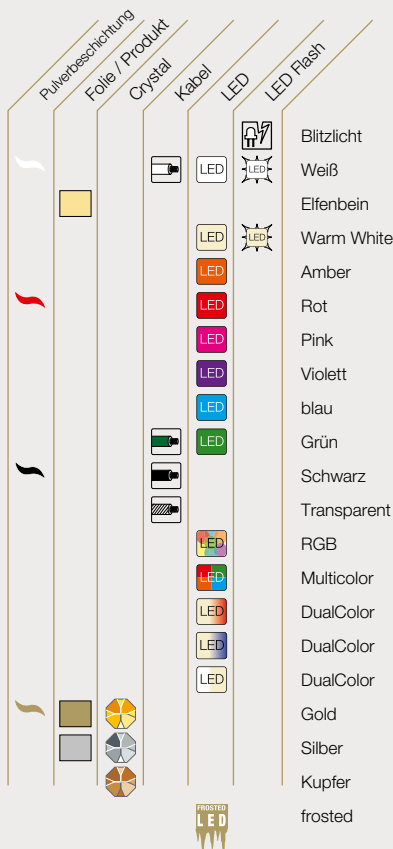 Pulverbeschichtung
Folie / Produkt
Crystal
Kabel
LED
LED Flash
Blitzlicht
LED LED Weiß
Elfenbein
LED LED Warm White
LED Amber
LED Rot
LED Pink
LED Violett
LED blau
LED Grün
Schwarz
Transparent
LED RGB
LED Multicolor
LED DualColor
LED DualColor
LED DualColor
Gold
Silber
Kupfer
FROSTED
LED frosted